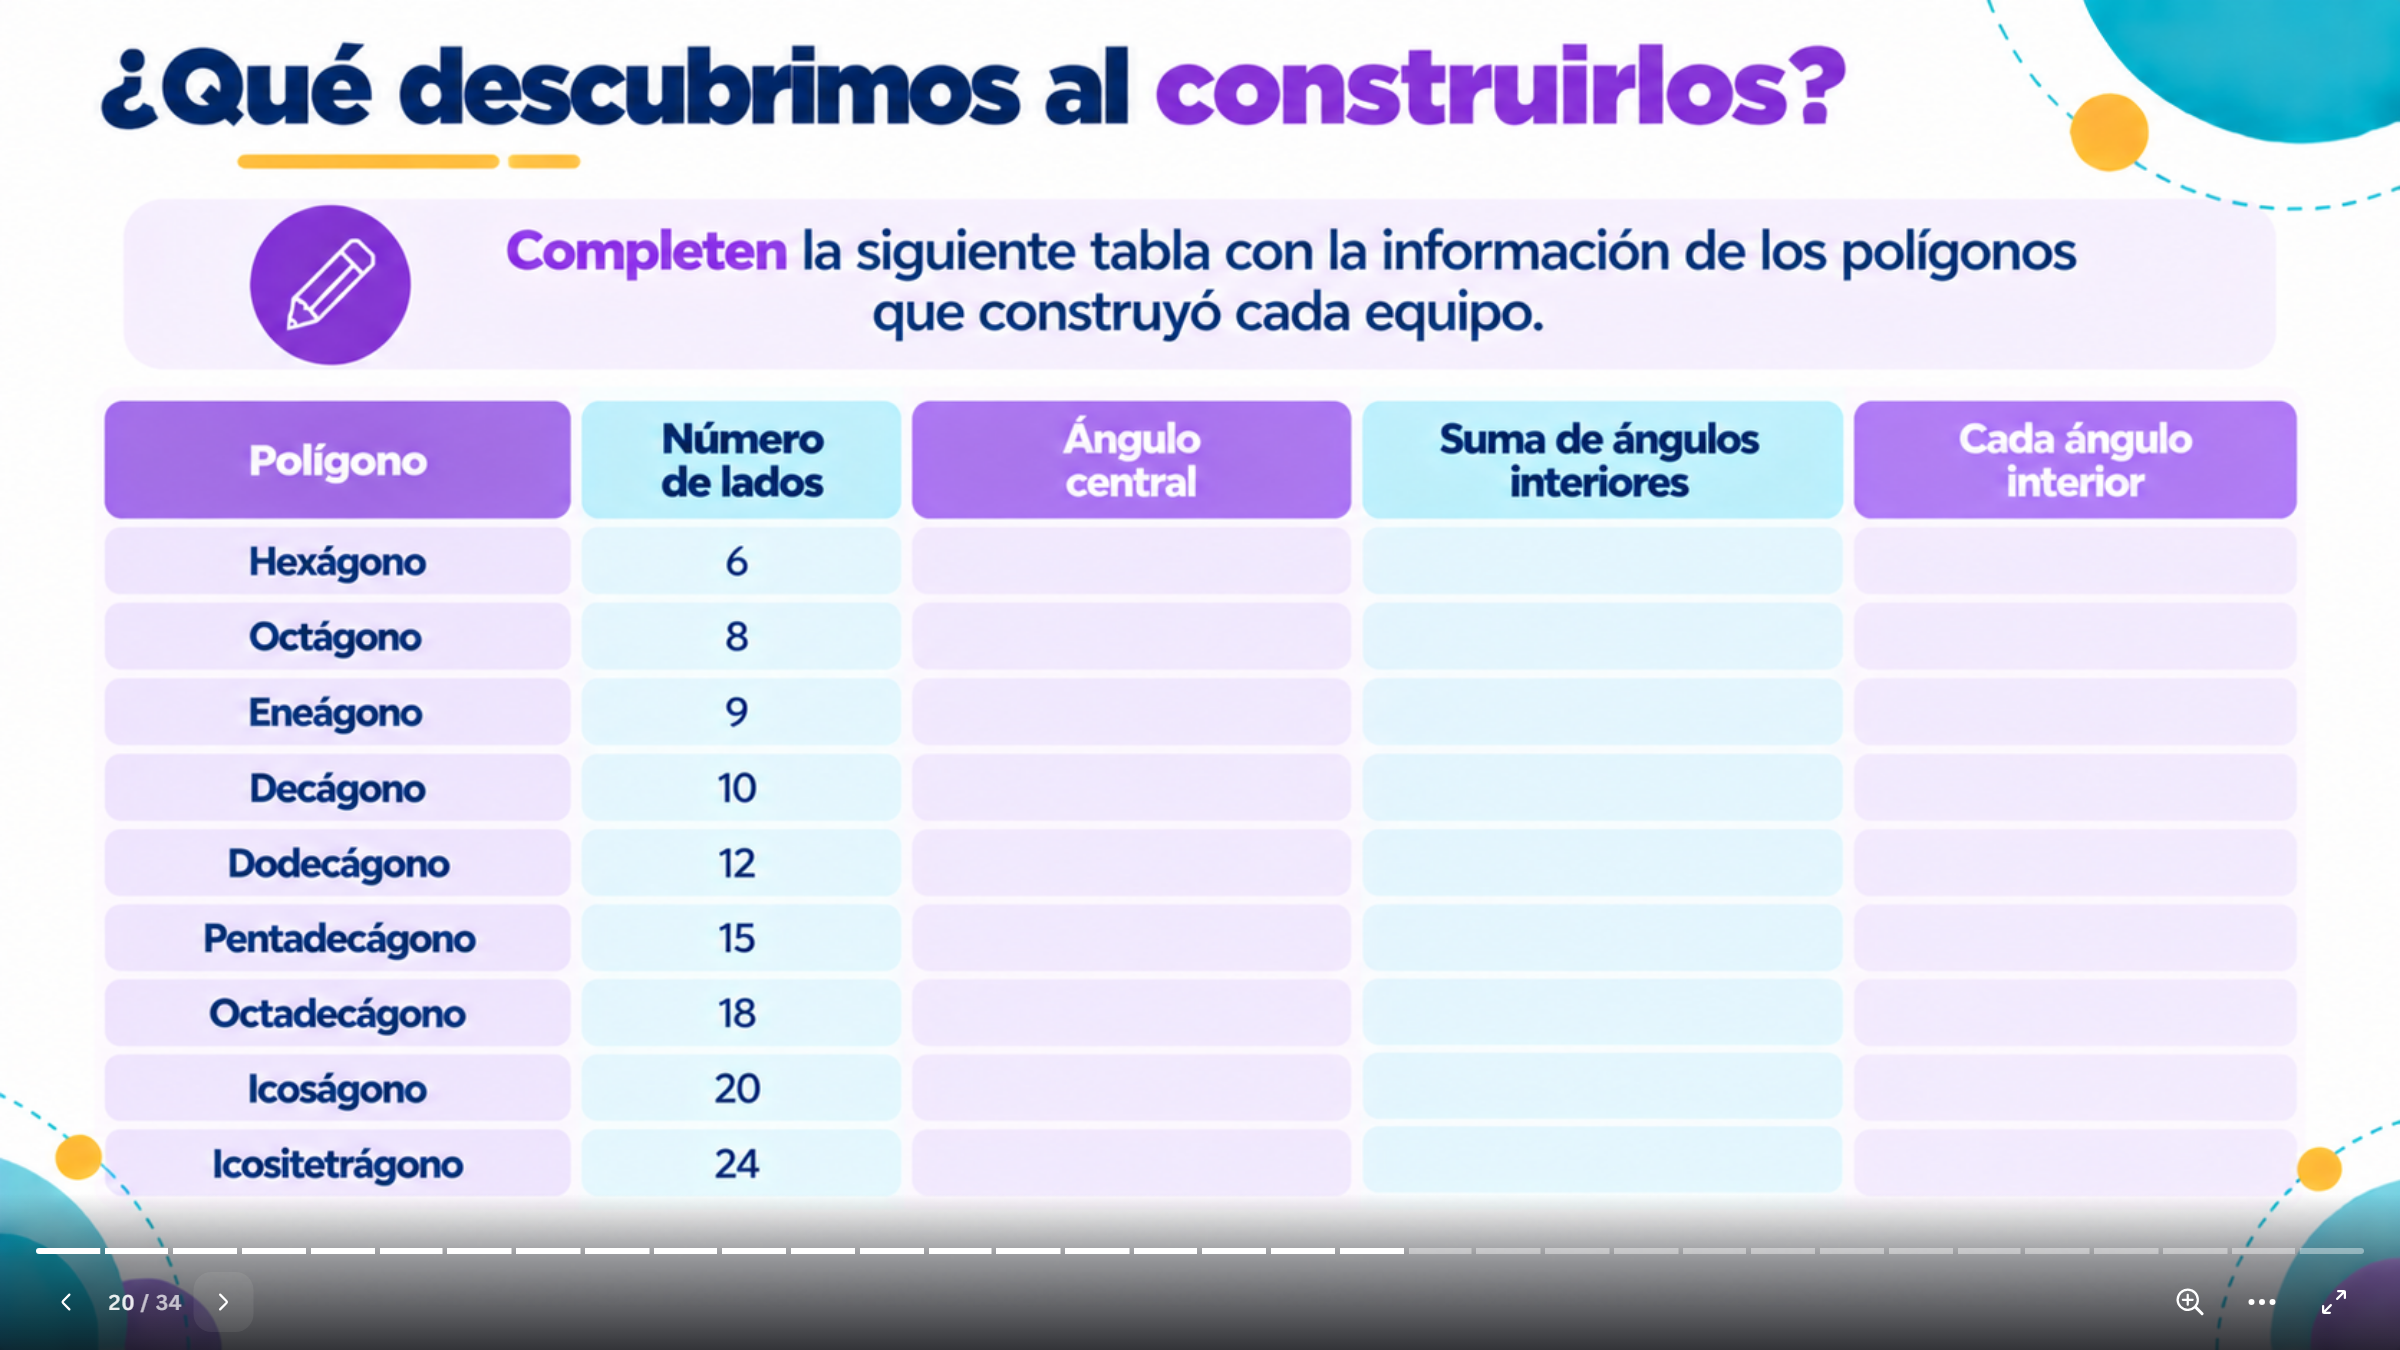 ¿Qué descubrimos al construirlos?
Completen la siguiente tabla con la información de los polígonos
que construyó cada equipo.
Polígono
Número
de lados
Ángulo
central
Suma de ángulos
interiores
Cada ángulo
interior
Hexágono 6
Octágono 8
Eneágono 9
Decágono 10
Dodecágono 12
Pentadecágono 15
Octadecágono 18
Icoságono 20
Icositetrágono 24
20 / 34